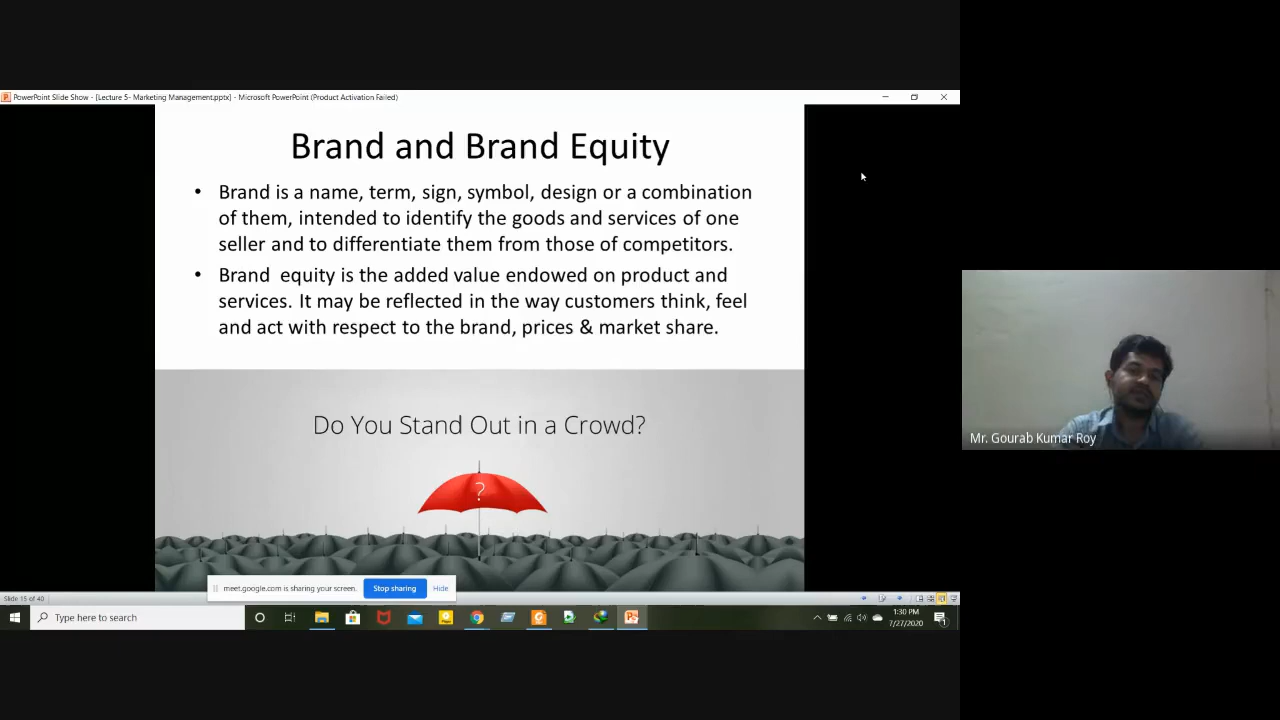 PowerPoint Slide Show - [Lecture 5- Marketing Management.pptx] - Microsoft PowerPoint (Product Activation Failed)
Brand and Brand Equity
• Brand is a name, term, sign, symbol, design or a combination
of them, intended to identify the goods and services of one
seller and to differentiate them from those of competitors.
• Brand equity is the added value endowed on product and
services. It may be reflected in the way customers think, feel
and act with respect to the brand, prices & market share.
Do You Stand Out in a Crowd?
?
Mr. Gourab Kumar Roy
meet.google.com is sharing your screen.
Stop sharing
Hide
Slide 15 of 40
Type here to search
1:30 PM
7/27/2020